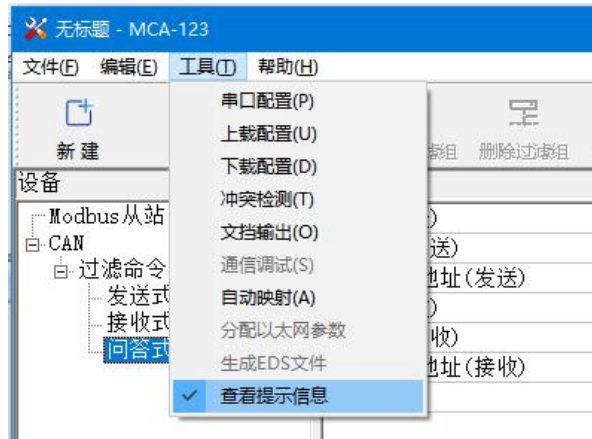 无标题 - MCA-123
文件(F) 编辑(E) 工具(T) 帮助(H)
新建
删除过滤组
设备
Modbus从站
CAN
过滤命令
发送式
接收式
问答式
串口配置(P)
上载配置(U)
下载配置(D)
冲突检测(T)
文挡输出(O)
通信调试(S)
自动映射(A)
分配以太网参数
生成EDS文件
查看提示信息
送)
地址(发送)
收)
地址(接收)